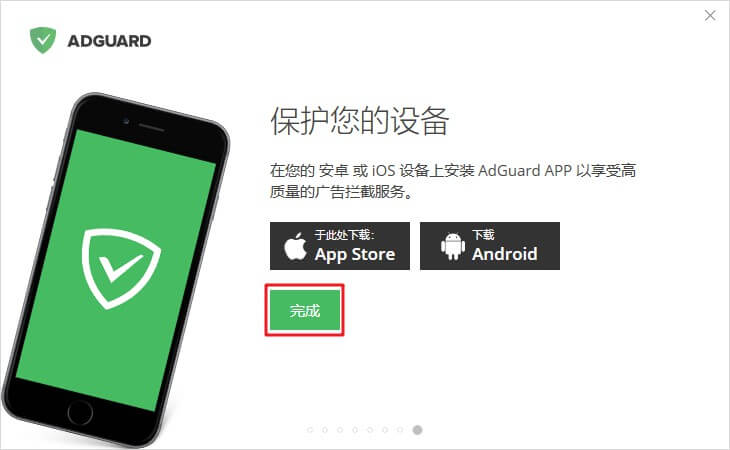 ADGUARD
保护您的设备
在您的 安卓 或 iOS 设备上安装 AdGuard APP 以享受高
质量的广告拦截服务。
于此处下载:
App Store
下载
Android
完成